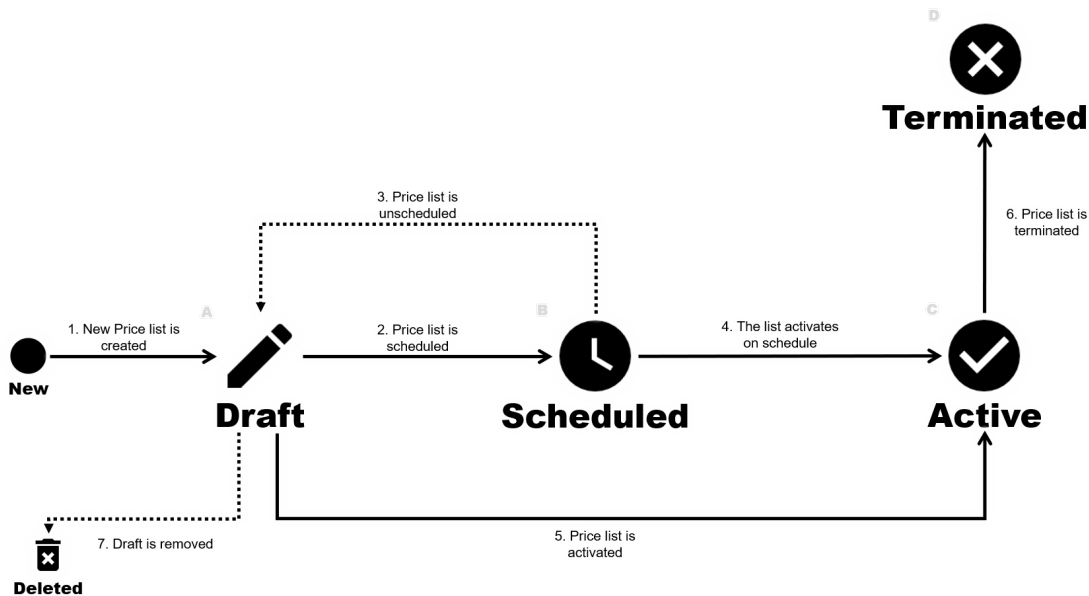 D
Terminated
3. Price list is
unscheduled
6. Price list is
terminated
A
B
C
1. New Price list is
created
2. Price list is
scheduled
4. The list activates
on schedule
New
Draft
Scheduled
Active
7. Draft is removed
5. Price list is
activated
Deleted